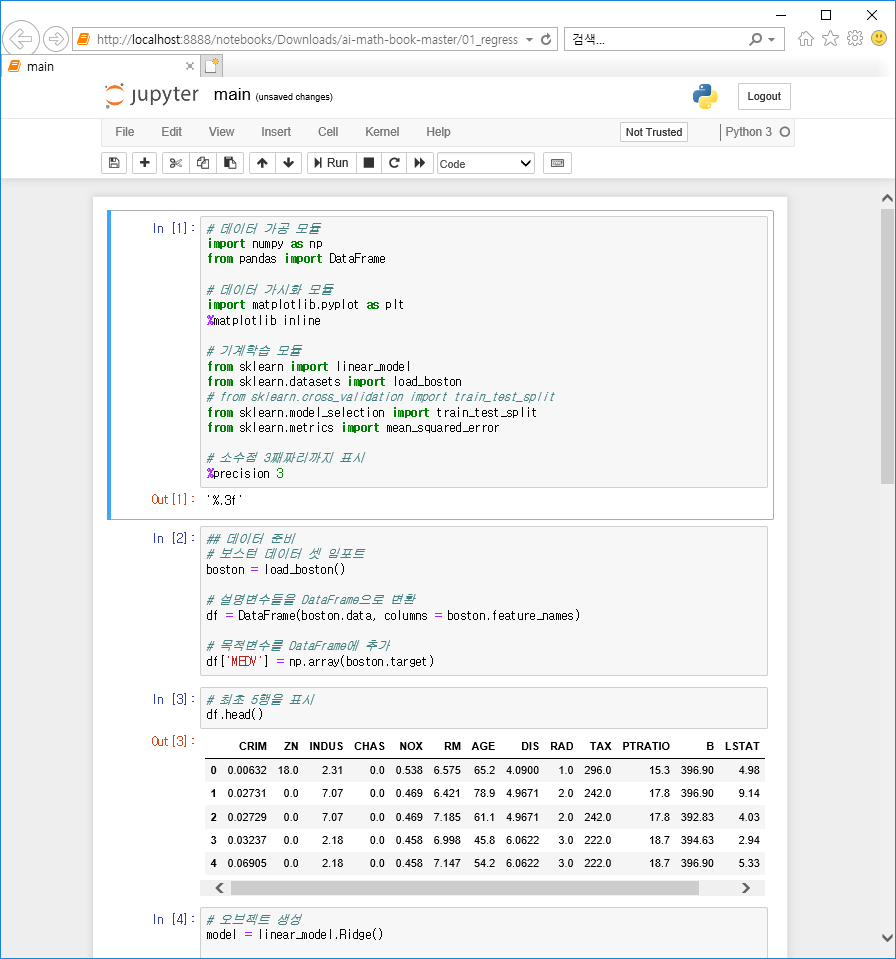 http://localhost:8888/notebooks/Downloads/ai-math-book-master/01_regress
검색...
main
jupyter main (unsaved changes)
Logout
File Edit View Insert Cell Kernel Help
Not Trusted
Python 3
Run
Code
In [1]:
# 데이터 가공 모듈
import numpy as np
from pandas import DataFrame
# 데이터 가시화 모듈
import matplotlib.pyplot as plt
%matplotlib inline
# 기계학습 모듈
from sklearn import linear_model
from sklearn.datasets import load_boston
# from sklearn.cross_validation import train_test_split
from sklearn.model_selection import train_test_split
from sklearn.metrics import mean_squared_error
# 소수점 3째짜리까지 표시
%precision 3
Out[1]: '%.3f'
In [2]:
## 데이터 준비
# 보스턴 데이터 셋 임포트
boston = load_boston()
# 설명변수들을 DataFrame으로 변환
df = DataFrame(boston.data, columns = boston.feature_names)
# 목적변수를 DataFrame에 추가
df['MEDV'] = np.array(boston.target)
In [3]:
# 최초 5행을 표시
df.head()
Out[3]:
CRIM ZN INDUS CHAS NOX RM AGE DIS RAD TAX PTRATIO B LSTAT
0 0.00632 18.0 2.31 0.0 0.538 6.575 65.2 4.0900 1.0 296.0 15.3 396.90 4.98
1 0.02731 0.0 7.07 0.0 0.469 6.421 78.9 4.9671 2.0 242.0 17.8 396.90 9.14
2 0.02729 0.0 7.07 0.0 0.469 7.185 61.1 4.9671 2.0 242.0 17.8 392.83 4.03
3 0.03237 0.0 2.18 0.0 0.458 6.998 45.8 6.0622 3.0 222.0 18.7 394.63 2.94
4 0.06905 0.0 2.18 0.0 0.458 7.147 54.2 6.0622 3.0 222.0 18.7 396.90 5.33
In [4]:
# 오브젝트 생성
model = linear_model.Ridge()